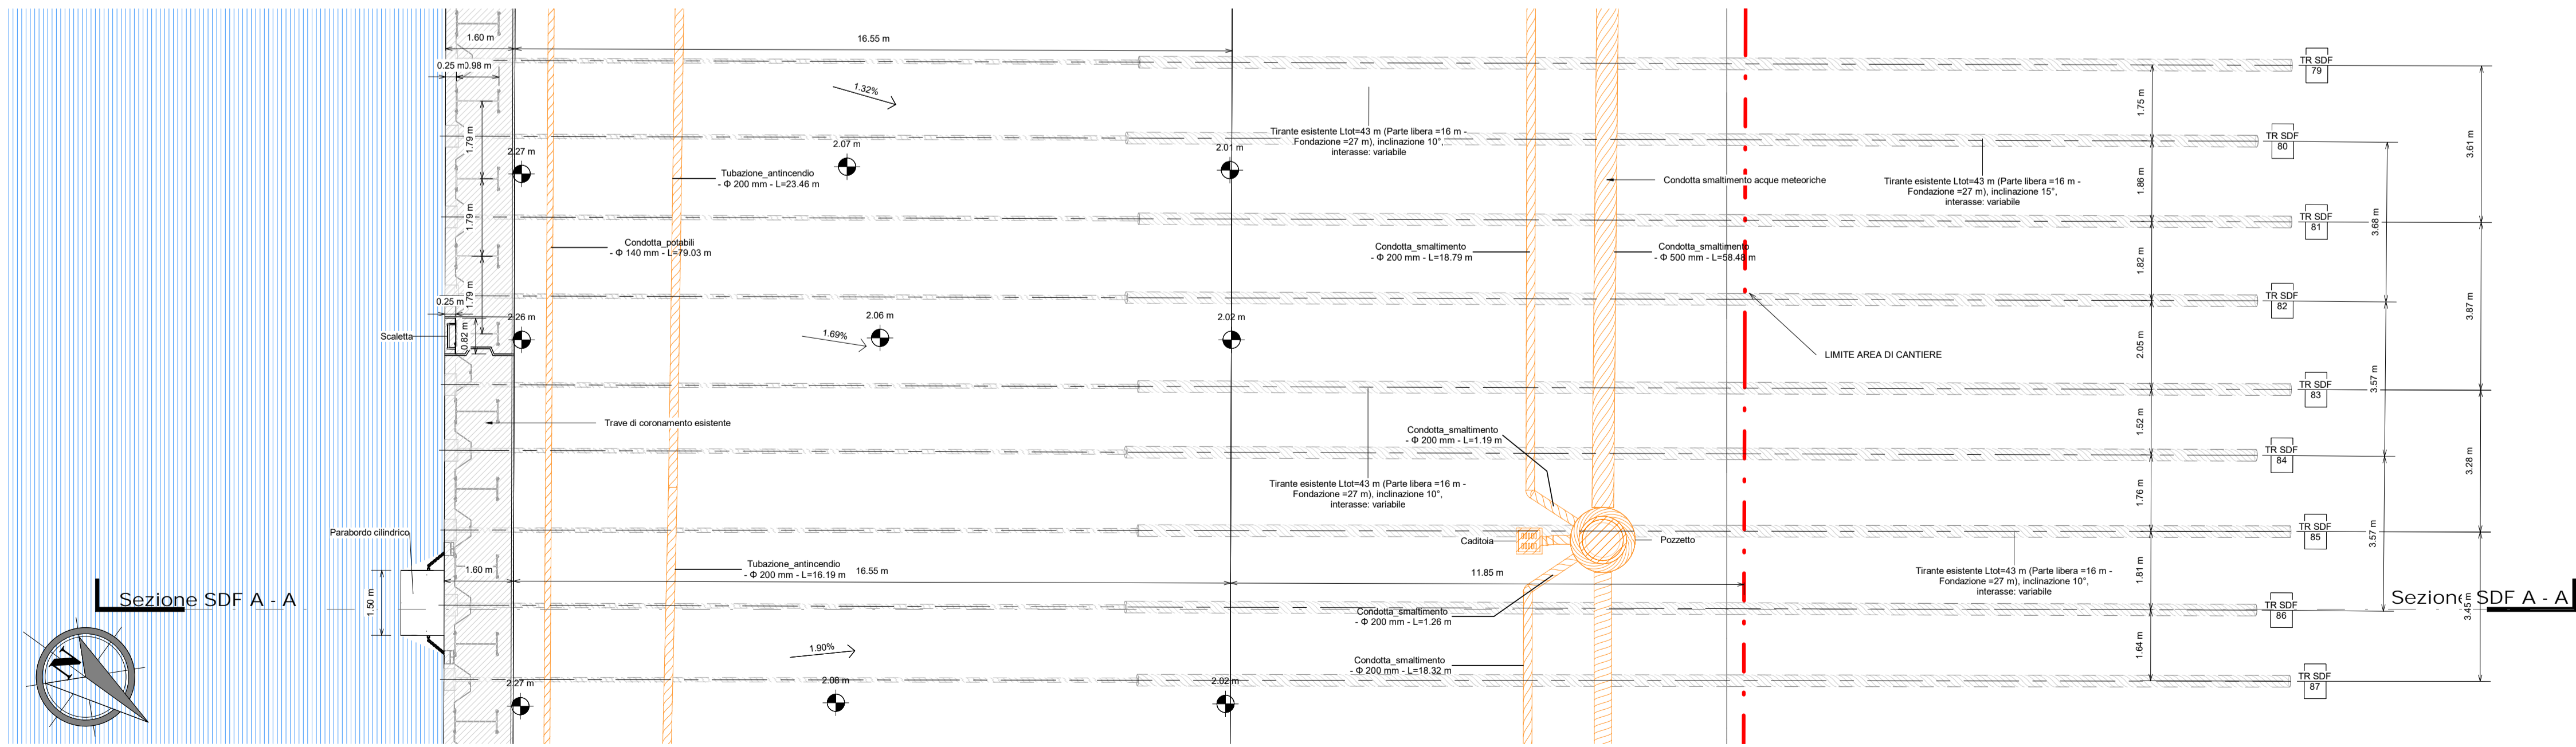 1.60 m
16.55 m
0.25 m
0.98 m
1.32%
TR SDF
79
1.75 m
3.61 m
1.79 m
Tirante esistente Ltot=43 m (Parte libera =16 m -
Fondazione =27 m), inclinazione 10°,
interasse: variabile
TR SDF
80
2.27 m
2.07 m
2.01 m
Tubazione_antincendio
- Φ 200 mm - L=23.46 m
Condotta smaltimento acque meteoriche
Tirante esistente Ltot=43 m (Parte libera =16 m -
Fondazione =27 m), inclinazione 15°,
interasse: variabile
1.86 m
1.79 m
TR SDF
81
3.68 m
Condotta_potabili
- Φ 140 mm - L=79.03 m
Condotta_smaltimento
- Φ 200 mm - L=18.79 m
Condotta_smaltimento
- Φ 500 mm - L=58.48 m
1.82 m
1.79 m
0.25 m
TR SDF
82
3.87 m
2.26 m
2.06 m
2.02 m
Scaletta
0.82 m
1.69%
2.05 m
LIMITE AREA DI CANTIERE
3.57 m
TR SDF
83
Trave di coronamento esistente
1.52 m
Condotta_smaltimento
- Φ 200 mm - L=1.19 m
TR SDF
84
3.28 m
Tirante esistente Ltot=43 m (Parte libera =16 m -
Fondazione =27 m), inclinazione 10°,
interasse: variabile
1.76 m
Parabordo cilindrico
Caditoia
Pozzetto
TR SDF
85
3.57 m
1.60 m
Tubazione_antincendio
- Φ 200 mm - L=16.19 m
16.55 m
11.85 m
Tirante esistente Ltot=43 m (Parte libera =16 m -
Fondazione =27 m), inclinazione 10°,
interasse: variabile
1.81 m
Sezione SDF A - A
1.50 m
Condotta_smaltimento
- Φ 200 mm - L=1.26 m
TR SDF
86
3.45 m
Sezione SDF A - A
N
1.90%
Condotta_smaltimento
- Φ 200 mm - L=18.32 m
1.64 m
2.27 m
2.08 m
2.02 m
TR SDF
87